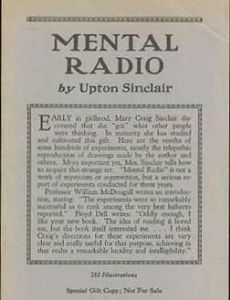 MENTAL
RADIO
by Upton Sinclair
EARLY in girlhood, Mary Craig Sinclair dis-
covered that she "got" what other people
were thinking. In maturity she has studied
and cultivated this gift. Here are the results of
some hundreds of experiments, mostly the telepathic
reproduction of drawings made by the author and
others. More important yet, Mrs. Sinclair tells how
to acquire this strange art. "Mental Radio" is not a
work of mysticism or superstition, but a serious re-
port of experiments conducted for three years.
Professor William McDougall writes an introduc-
tion, stating: "The experiments were so remarkably
successful as to rank among the very best hitherto
reported." Floyd Dell writes: "Oddly enough, I
like your new book. The idea of reading it bored
me, but the book itself interested me. . . . I think
Craig's directions for these experiments are very
clear and really useful for that purpose, achieving in
that realm a remarkable lucidity and intelligibility."
Illustrations
Special Gift Copy; Not For Sale